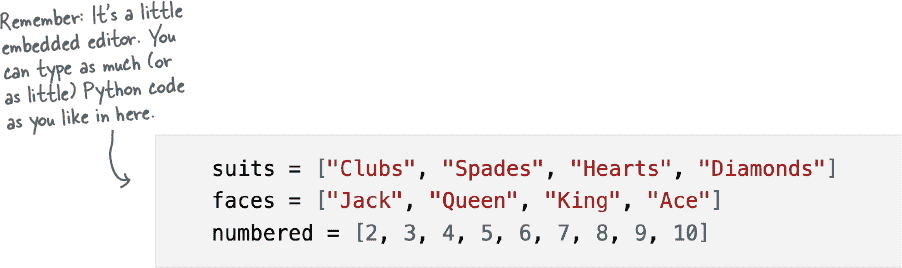 Remember: It's a little
embedded editor. You
can type as much (or
as little) Python code
as you like in here.
suits = ["Clubs", "Spades", "Hearts", "Diamonds"]
faces = ["Jack", "Queen", "King", "Ace"]
numbered = [2, 3, 4, 5, 6, 7, 8, 9, 10]